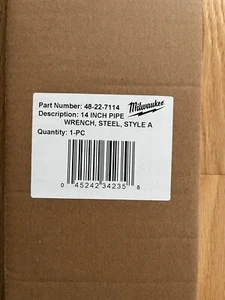 Part Number: 48-22-7114
Milwaukee
Description: 14 INCH PIPE
WRENCH, STEEL, STYLE A
Quantity: 1-PC
0 45242 34235 8